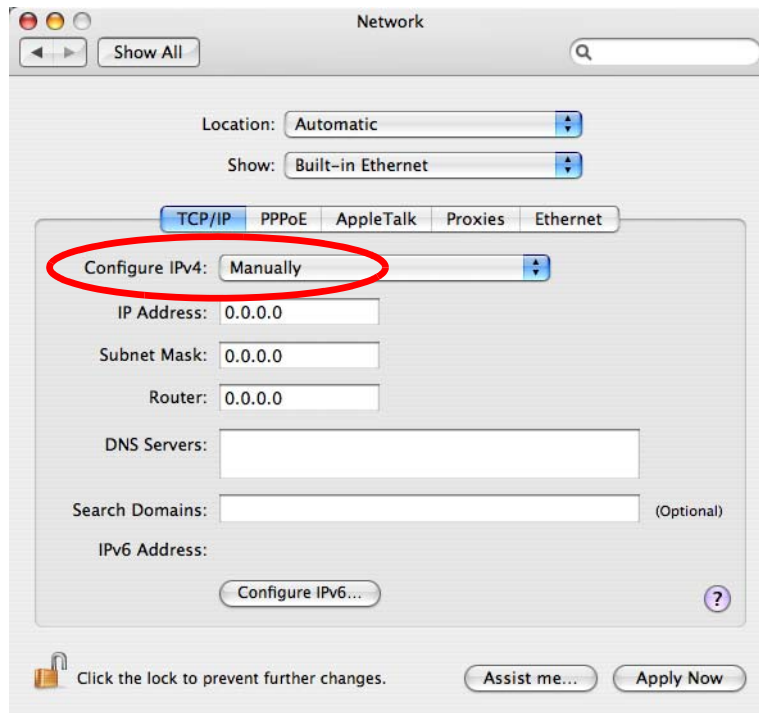 Network
Show All
Location: Automatic
Show: Built-in Ethernet
TCP/IP PPPoE AppleTalk Proxies Ethernet
Configure IPv4: Manually
IP Address: 0.0.0.0
Subnet Mask: 0.0.0.0
Router: 0.0.0.0
DNS Servers:
Search Domains: (Optional)
IPv6 Address:
Configure IPv6...
?
Click the lock to prevent further changes. Assist me... Apply Now